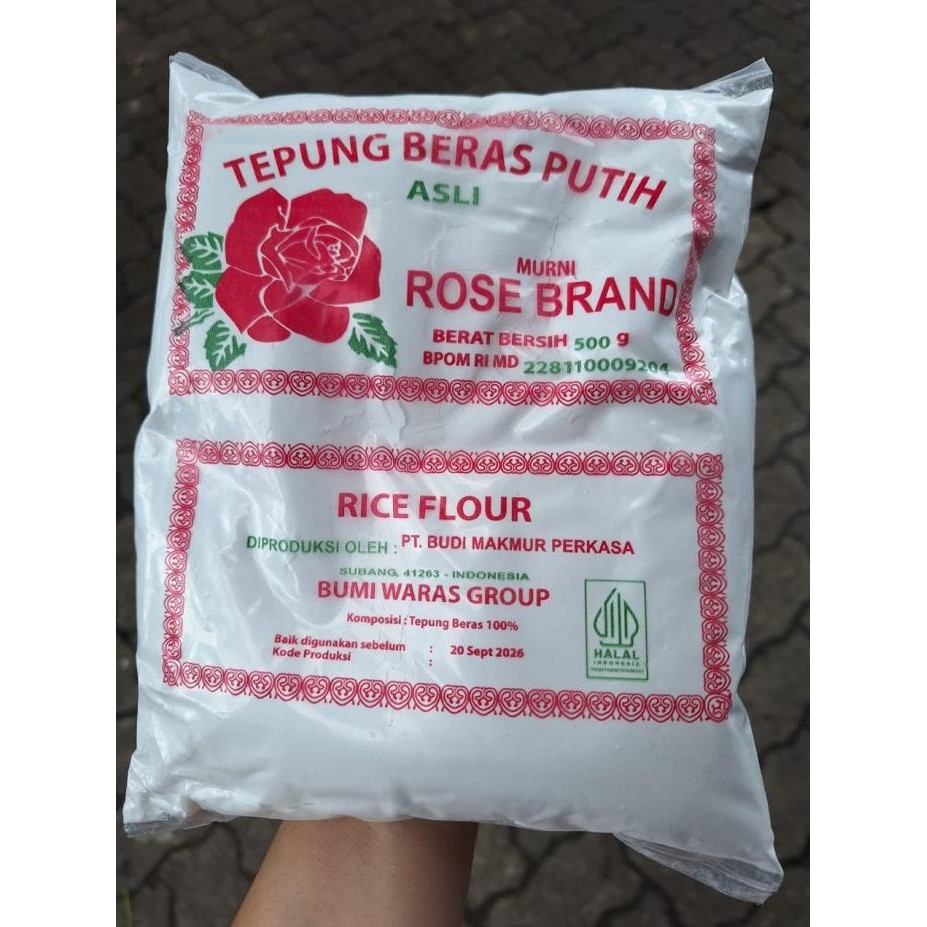 TEPUNG BERAS PUTIH
ASLI
MURNI
ROSE BRAND
BERAT BERSIH 500 g
BPOM RI MD 228110009204
RICE FLOUR
DIPRODUKSI OLEH : PT. BUDI MAKMUR PERKASA
SUBANG, 41263 - INDONESIA
BUMI WARAS GROUP
Komposisi : Tepung Beras 100%
Baik digunakan sebelum : 20 Sept 2026
Kode Produksi :
HALAL
INDONESIA